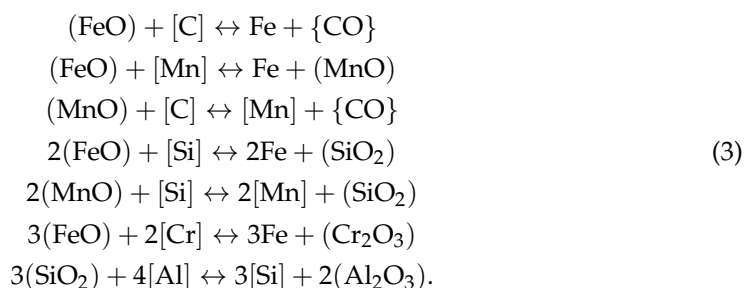 (FeO) + [C] ↔ Fe + {CO}
(FeO) + [Mn] ↔ Fe + (MnO)
(MnO) + [C] ↔ [Mn] + {CO}
2(FeO) + [Si] ↔ 2Fe + (SiO₂) (3)
2(MnO) + [Si] ↔ 2[Mn] + (SiO₂)
3(FeO) + 2[Cr] ↔ 3Fe + (Cr₂O₃)
3(SiO₂) + 4[Al] ↔ 3[Si] + 2(Al₂O₃).